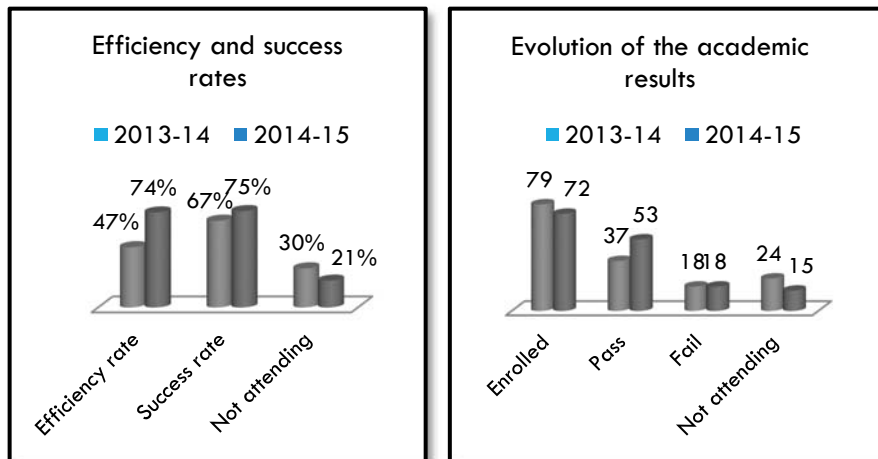 Efficiency and success
rates
2013-14 2014-15
47% 74% 67% 75% 30% 21%
Efficiency rate
Success rate
Not attending
Evolution of the academic
results
2013-14 2014-15
79 72 37 53 18 18 24 15
Enrolled
Pass
Fail
Not attending